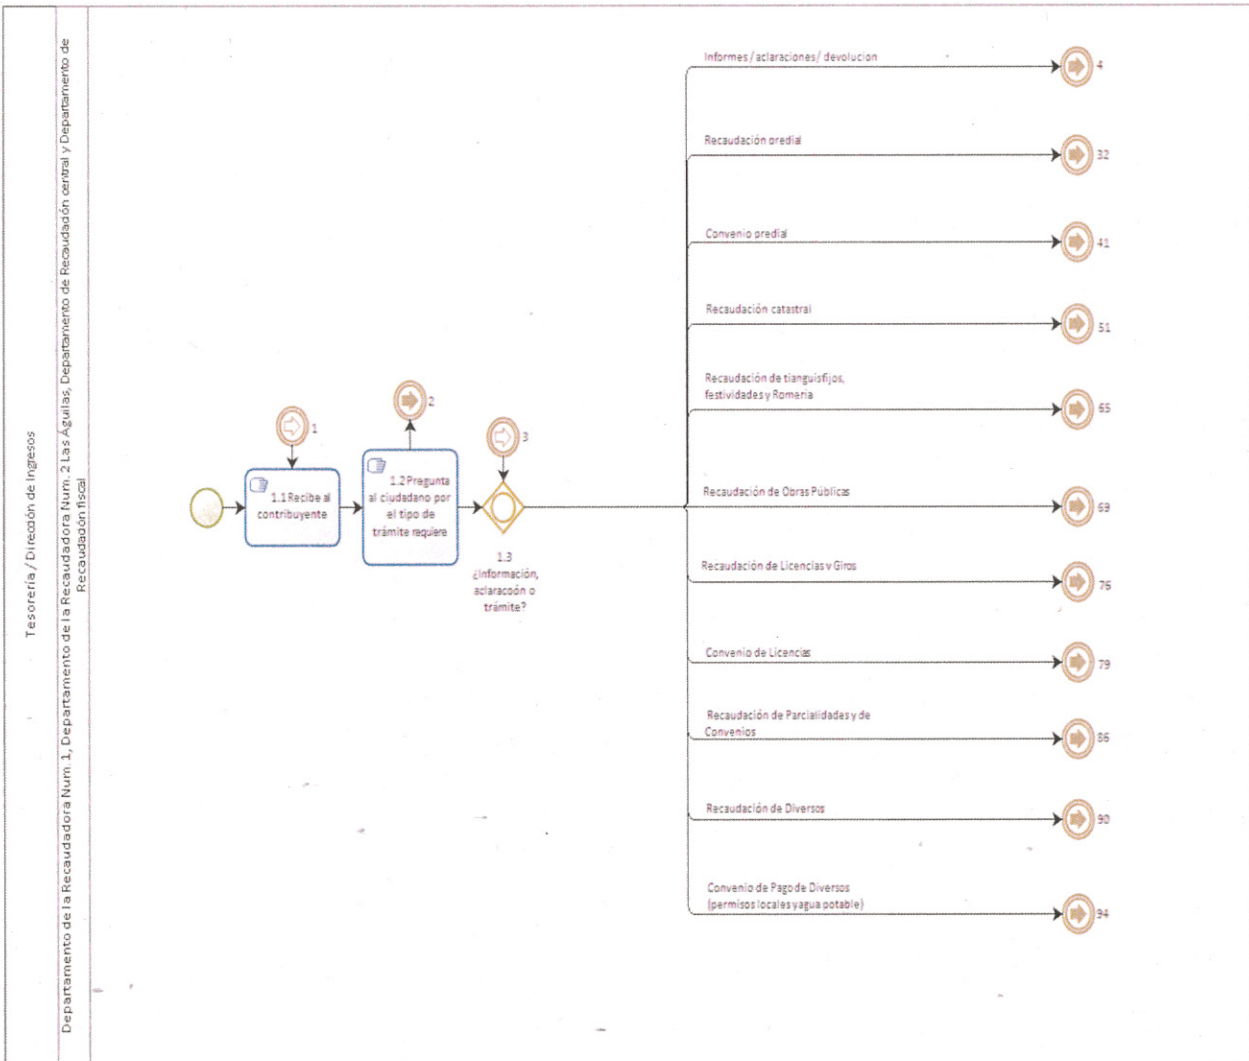 Tesorería / Dirección de Ingresos
Departamento de la Recaudadora Num. 1, Departamento de la Recaudadora Num. 2 Las Águilas, Departamento de Recaudación central y Departamento de
Recaudación fiscal
1
1.1 Recibe al
contribuyente
2
1.2 Pregunta
al ciudadano por
el tipo de
trámite requiere
3
1.3
¿Información,
aclaracoón o
trámite?
Informes / aclaraciones / devolucion
4
Recaudación predial
32
Convenio predial
41
Recaudación catastral
51
Recaudación de tianguisfijos,
festividades y Romeria
65
Recaudación de Obras Públicas
69
Recaudación de Licencias y Giros
76
Convenio de Licencias
79
Recaudación de Parcialidades y de
Convenios
86
Recaudación de Diversos
90
Convenio de Pago de Diversos
(permisos locales y agua potable)
94